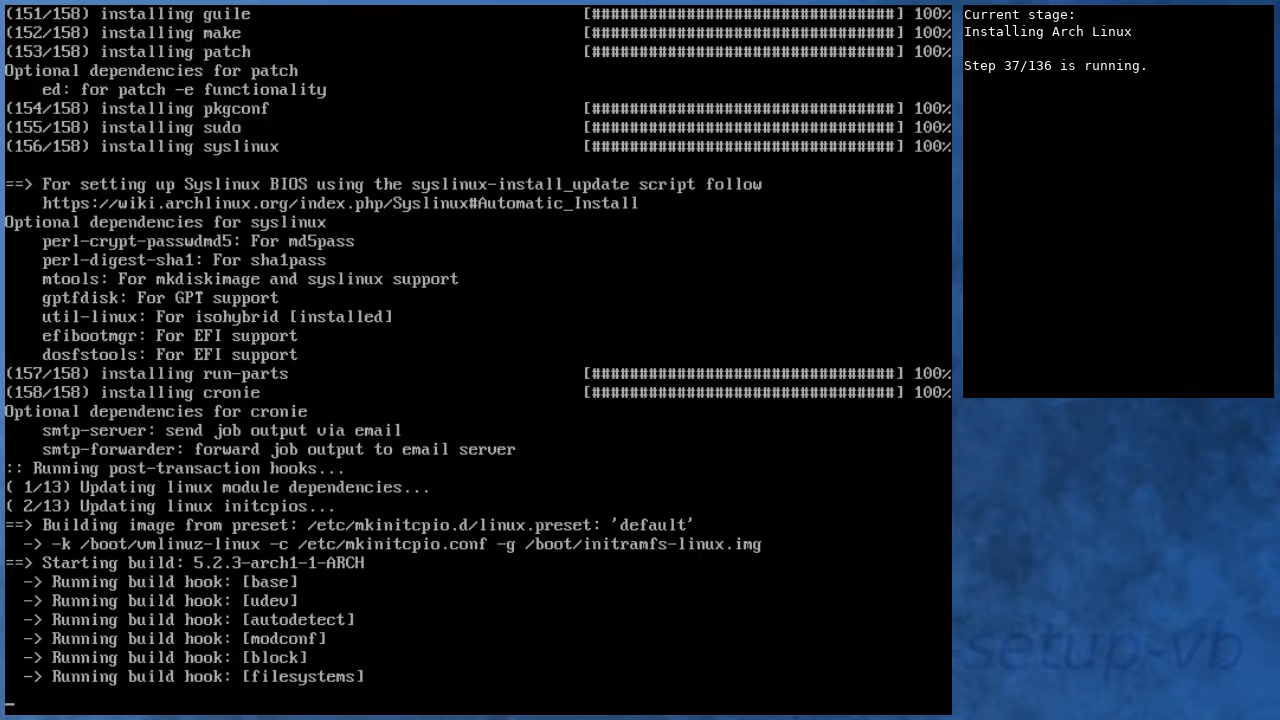 (151/158) installing guile [################################] 100%
(152/158) installing make [################################] 100%
(153/158) installing patch [################################] 100%
Optional dependencies for patch
ed: for patch -e functionality
(154/158) installing pkgconf [################################] 100%
(155/158) installing sudo [################################] 100%
(156/158) installing syslinux [################################] 100%
==> For setting up Syslinux BIOS using the syslinux-install_update script follow
https://wiki.archlinux.org/index.php/Syslinux#Automatic_Install
Optional dependencies for syslinux
perl-crypt-passwdmd5: For md5pass
perl-digest-sha1: For sha1pass
mtools: For mkdiskimage and syslinux support
gptfdisk: For GPT support
util-linux: For isohybrid [installed]
efibootmgr: For EFI support
dosfstools: For EFI support
(157/158) installing run-parts [################################] 100%
(158/158) installing cronie [################################] 100%
Optional dependencies for cronie
smtp-server: send job output via email
smtp-forwarder: forward job output to email server
:: Running post-transaction hooks...
( 1/13) Updating linux module dependencies...
( 2/13) Updating linux initcpios...
==> Building image from preset: /etc/mkinitcpio.d/linux.preset: 'default'
-> -k /boot/vmlinuz-linux -c /etc/mkinitcpio.conf -g /boot/initramfs-linux.img
==> Starting build: 5.2.3-arch1-1-ARCH
-> Running build hook: [base]
-> Running build hook: [udev]
-> Running build hook: [autodetect]
-> Running build hook: [modconf]
-> Running build hook: [block]
-> Running build hook: [filesystems]
_
Current stage:
Installing Arch Linux
Step 37/136 is running.
setup-vb